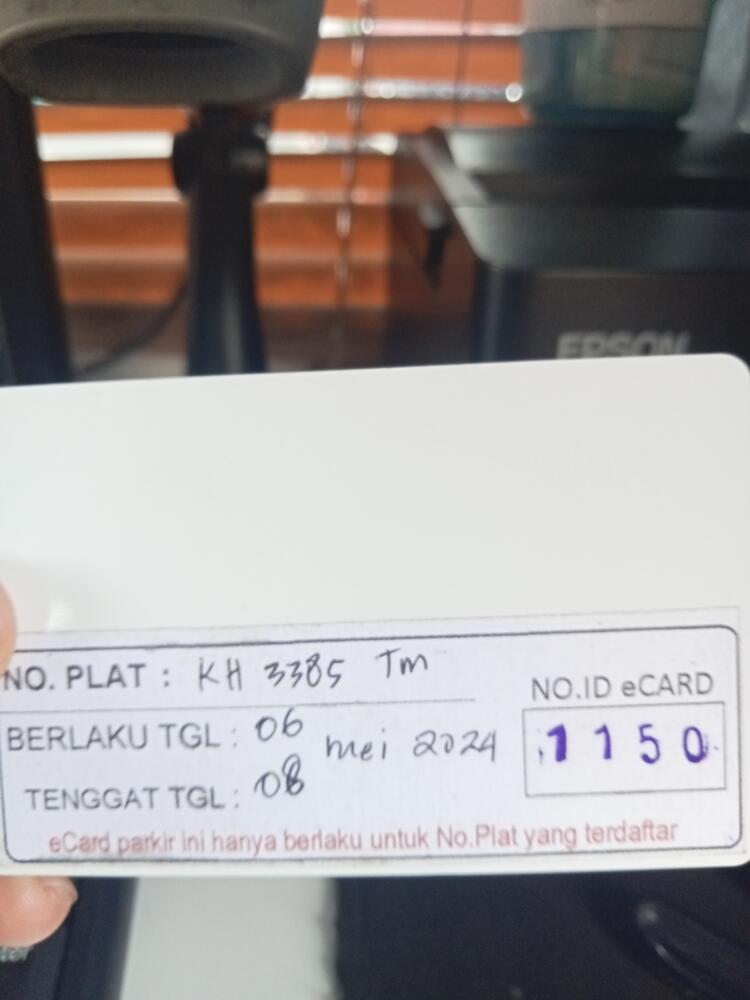 EPSON
NO. PLAT : KH 3385 Tm
NO.ID eCARD
BERLAKU TGL : 06 mei 2024
1150
TENGGAT TGL : 08
eCard parkir ini hanya berlaku untuk No.Plat yang terdaftar